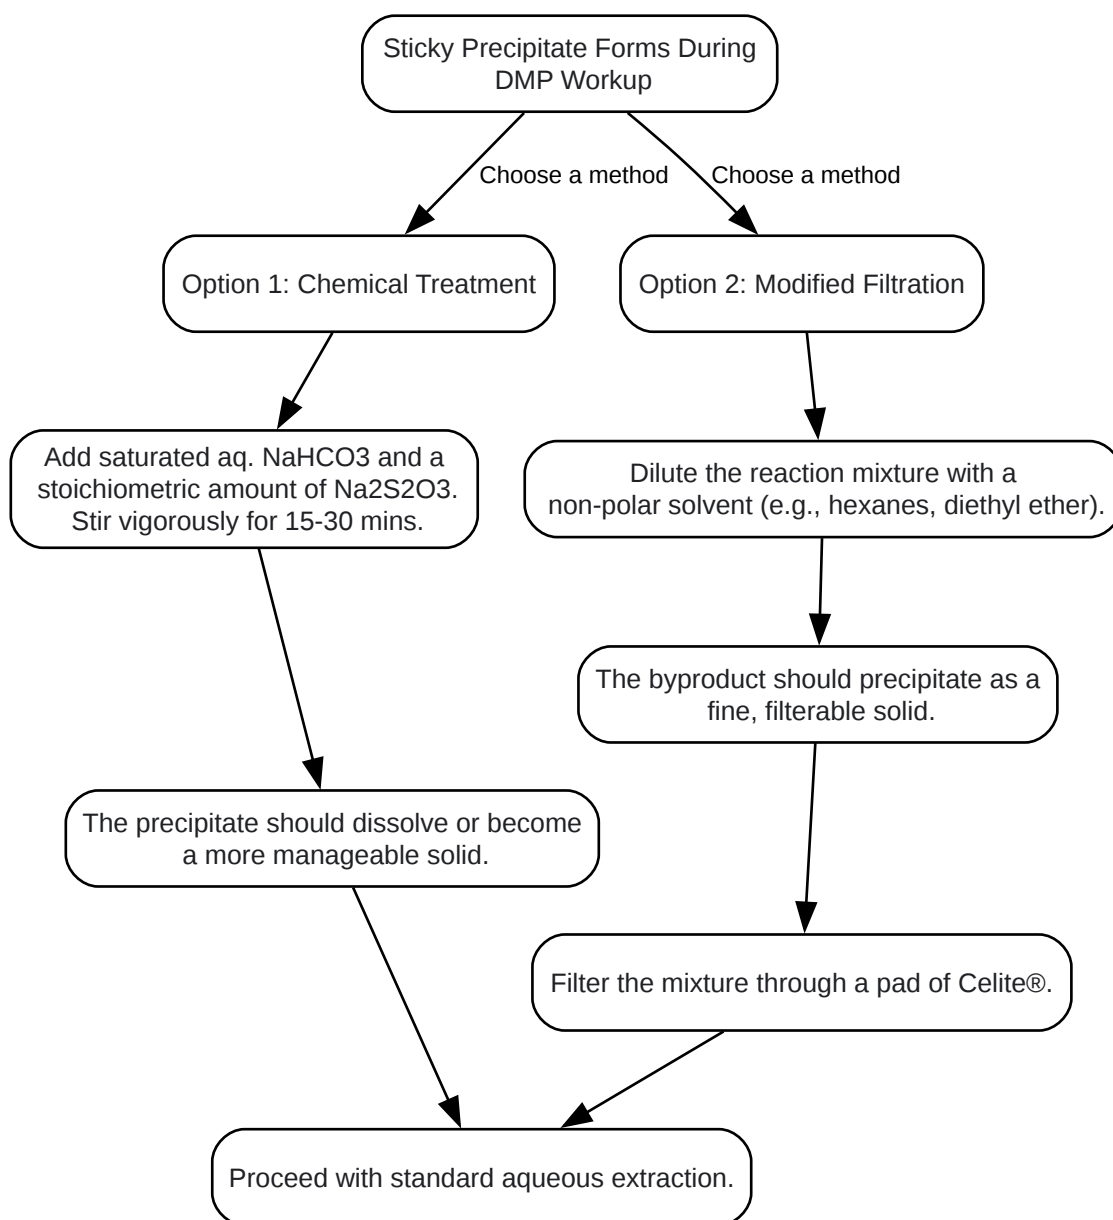 Sticky Precipitate Forms During
DMP Workup
Choose a method
Choose a method
Option 1: Chemical Treatment
Option 2: Modified Filtration
Add saturated aq. NaHCO3 and a
stoichiometric amount of Na2S2O3.
Stir vigorously for 15-30 mins.
Dilute the reaction mixture with a
non-polar solvent (e.g., hexanes, diethyl ether).
The byproduct should precipitate as a
fine, filterable solid.
The precipitate should dissolve or become
a more manageable solid.
Filter the mixture through a pad of Celite®.
Proceed with standard aqueous extraction.